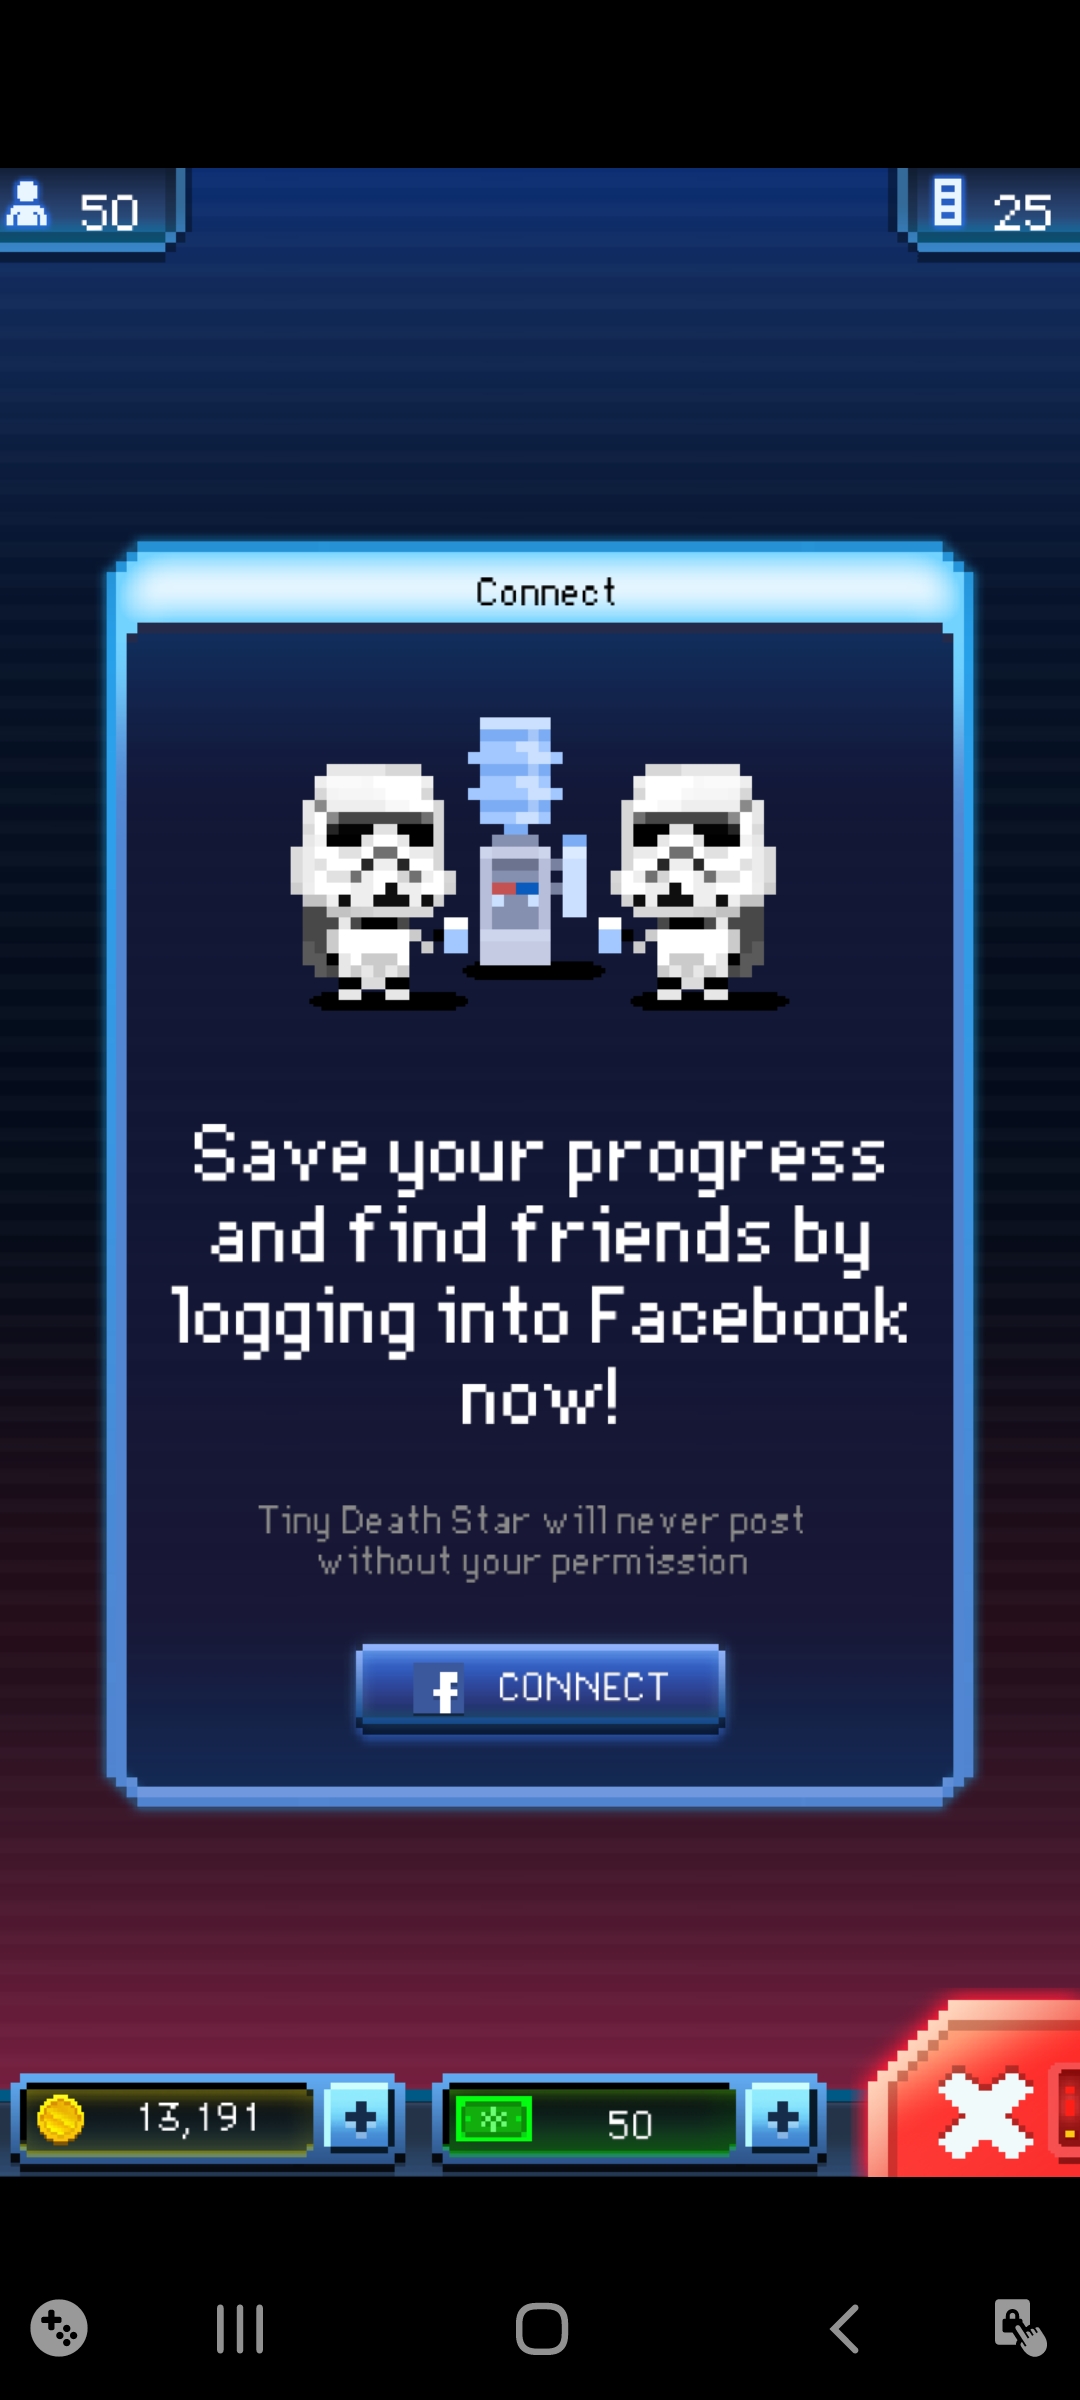 50
25
Connect
Save your progress
and find friends by
logging into Facebook
now!
Tiny Death Star will never post
without your permission
f CONNECT
13,191
50